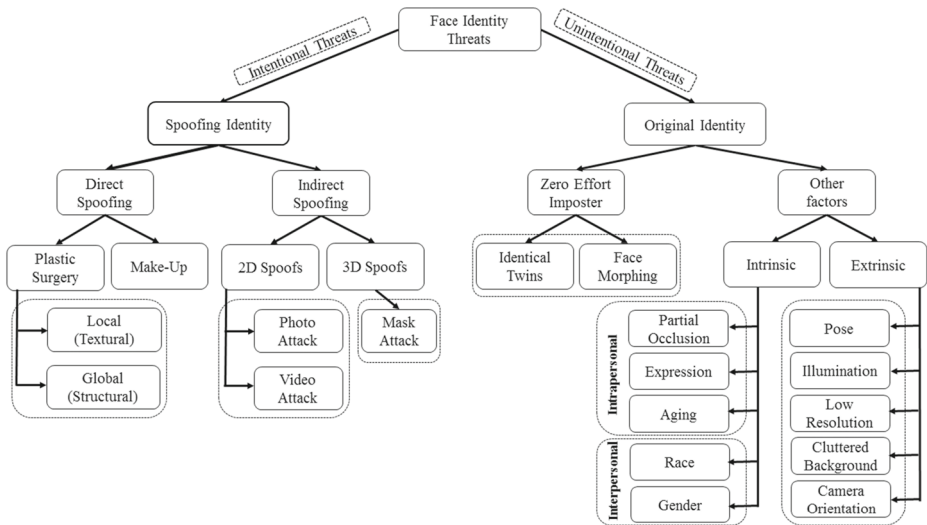 Face Identity
Threats
Intentional Threats
Unintentional Threats
Spoofing Identity
Original Identity
Direct
Spoofing
Indirect
Spoofing
Zero Effort
Imposter
Other
factors
Plastic
Surgery
Make-Up
2D Spoofs
3D Spoofs
Identical
Twins
Face
Morphing
Intrinsic
Extrinsic
Local
(Textural)
Global
(Structural)
Photo
Attack
Video
Attack
Mask
Attack
Intrapersonal
Partial
Occlusion
Expression
Aging
Interpersonal
Race
Gender
Pose
Illumination
Low
Resolution
Cluttered
Background
Camera
Orientation